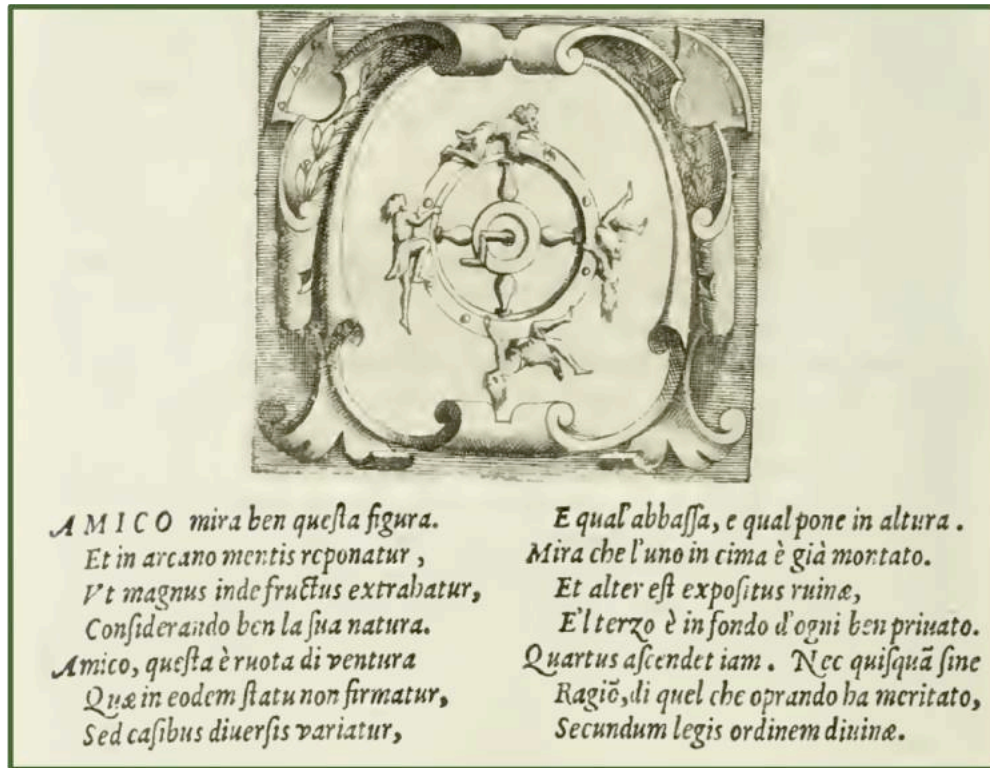 AMICO mira ben queſta figura.
Et in arcano mentis reponatur,
Vt magnus inde fructus extrahatur,
Conſiderando ben la ſua natura.
Amico, queſta è ruota di ventura
Quæ in eodem ſtatu non firmatur,
Sed caſibus diuerſis variatur,
E qual abbaſſa, e qual pone in altura.
Mira che l'uno in cima è già montato.
Et alter eſt expoſitus ruinæ,
E'l terzo è in fondo d'ogni ben priuato.
Quartus aſcendet iam. Nec quiſquã ſine
Ragiõ, di quel che oprando ha meritato,
Secundum legis ordinem diuinæ.